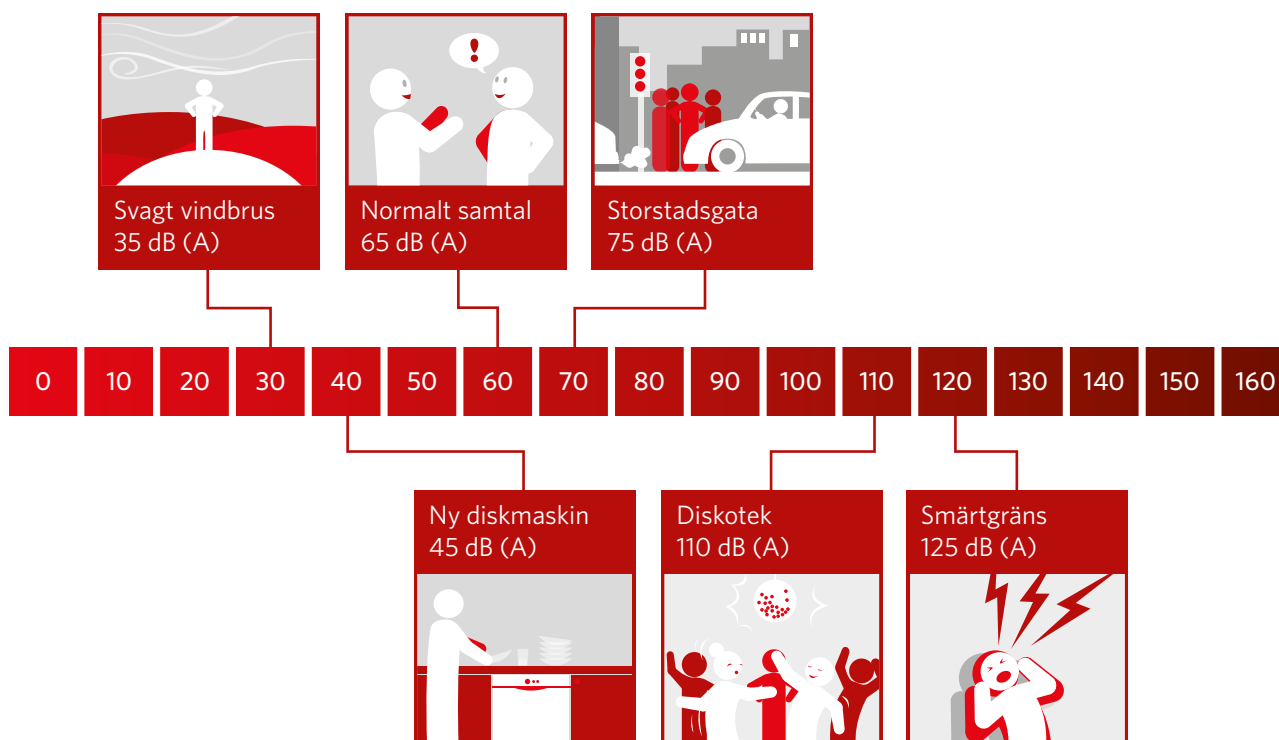 Svagt vindbrus
35 dB (A)
Normalt samtal
65 dB (A)
Storstadsgata
75 dB (A)
0 10 20 30 40 50 60 70 80 90 100 110 120 130 140 150 160
Ny diskmaskin
45 dB (A)
Diskotek
110 dB (A)
Smärtgräns
125 dB (A)